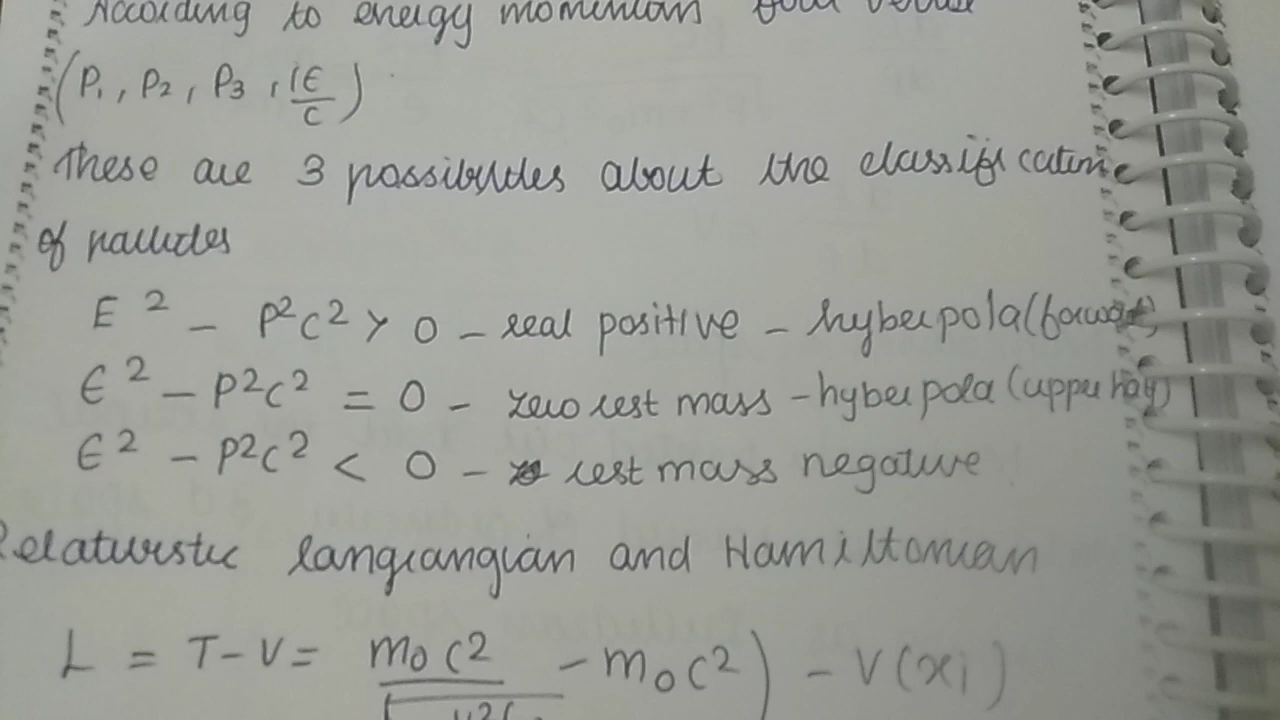 According to energy momentum four vector
(P1, P2, P3, iE/c)
These are 3 possibilities about the classification
of particles
E² - P²C² > 0 - real positive - hyberpola (forward)
E² - P²C² = 0 - zero rest mass - hyberpola (upper half)
E² - P²C² < 0 - rest mass negative
Relativistic langrangian and Hamiltonian
L = T - V = m₀c² - m₀c²) - V(xi)